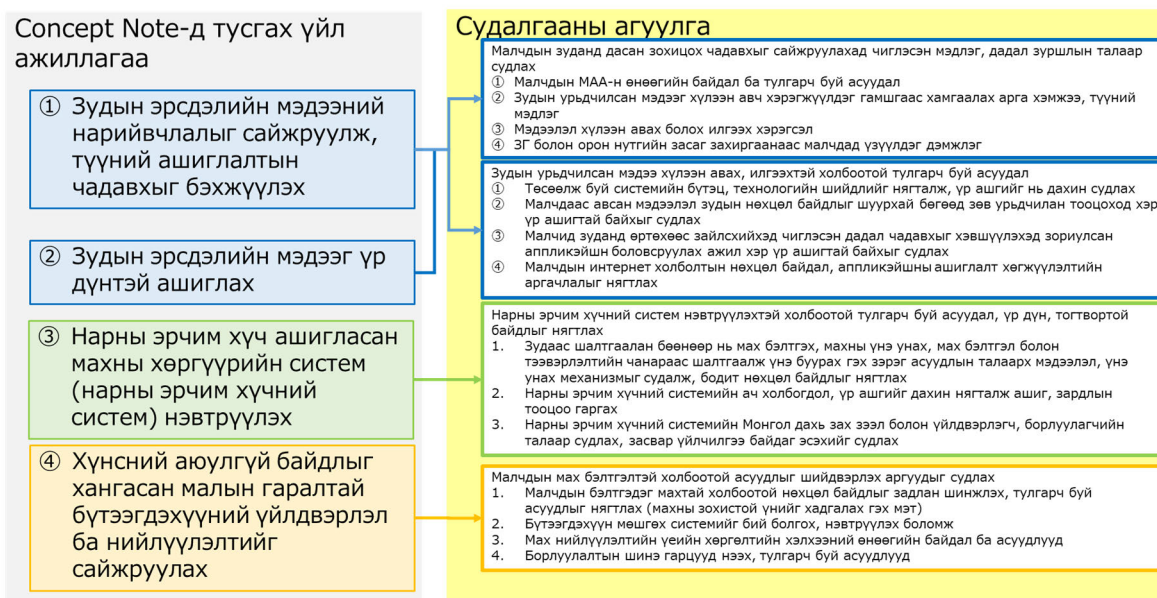 Concept Note-д тусгах үйл
ажиллагаа
① Зудын эрсдэлийн мэдээний
нарийвчлалыг сайжруулж,
түүний ашиглалтын
чадавхыг бэхжүүлэх
② Зудын эрсдэлийн мэдээг үр
дүнтэй ашиглах
③ Нарны эрчим хүч ашигласан
махны хөргүүрийн систем
(нарны эрчим хүчний
систем) нэвтрүүлэх
④ Хүнсний аюулгүй байдлыг
хангасан малын гаралтай
бүтээгдэхүүний үйлдвэрлэл
ба нийлүүлэлтийг
сайжруулах
Судалгааны агуулга
Малчдын зуданд дасан зохицох чадавхыг сайжруулахад чиглэсэн мэдлэг, дадал зуршлын талаар
судлах
① Малчдын МАА-н өнөөгийн байдал ба тулгарч буй асуудал
② Зудын урьдчилсан мэдээг хүлээн авч хэрэгжүүлдэг гамшгаас хамгаалах арга хэмжээ, түүний
мэдлэг
③ Мэдээлэл хүлээн авах болох илгээх хэрэгсэл
④ ЗГ болон орон нутгийн засаг захиргаанаас малчдад үзүүлдэг дэмжлэг
Зудын урьдчилсан мэдээ хүлээн авах, илгээхтэй холбоотой тулгарч буй асуудал
① Төсөөлж буй системийн бүтэц, технологийн шийдлийг нягталж, үр ашгийг нь дахин судлах
② Малчдаас авсан мэдээлэл зудын нөхцөл байдлыг шуурхай бөгөөд зөв урьдчилан тооцоход хэр
үр ашигтай байхыг судлах
③ Малчид зуданд өртөхөөс зайлсхийхэд чиглэсэн дадал чадавхыг хэвшүүлэхэд зориулсан
аппликэйшн боловсруулах ажил хэр үр ашигтай байхыг судлах
④ Малчдын интернет холболтын нөхцөл байдал, аппликэйшны ашиглалт хөгжүүлэлтийн
аргачлалыг нягтлах
Нарны эрчим хүчний систем нэвтрүүлэхтэй холбоотой тулгарч буй асуудал, үр дүн, тогтвортой
байдлыг нягтлах
1. Зудаас шалтгаалан бөөнөөр нь мах бэлтгэх, махны үнэ унах, мах бэлтгэл болон
тээвэрлэлтийн чанараас шалтгаалж үнэ буурах гэх зэрэг асуудлын талаарх мэдээлэл, үнэ
унах механизмыг судалж, бодит нөхцөл байдлыг нягтлах
2. Нарны эрчим хүчний системийн ач холбогдол, үр ашгийг дахин нягталж ашиг, зардлын
тооцоо гаргах
3. Нарны эрчим хүчний системийн Монгол дахь зах зээл болон үйлдвэрлэгч, борлуулагчийн
талаар судлах, засвар үйлчилгээ байдаг эсэхийг судлах
Малчдын мах бэлтгэлтэй холбоотой асуудлыг шийдвэрлэх аргуудыг судлах
1. Малчдын бэлтгэдэг махтай холбоотой нөхцөл байдлыг задлан шинжлэх, тулгарч буй
асуудлыг нягтлах (махны зохистой үнийг хадгалах гэх мэт)
2. Бүтээгдэхүүн мөшгөх системийг бий болгох, нэвтрүүлэх боломж
3. Мах нийлүүлэлтийн үеийн хөргөлтийн хэлхээний өнөөгийн байдал ба асуудлууд
4. Борлуулалтын шинэ гарцууд нээх, тулгарч буй асуудлууд